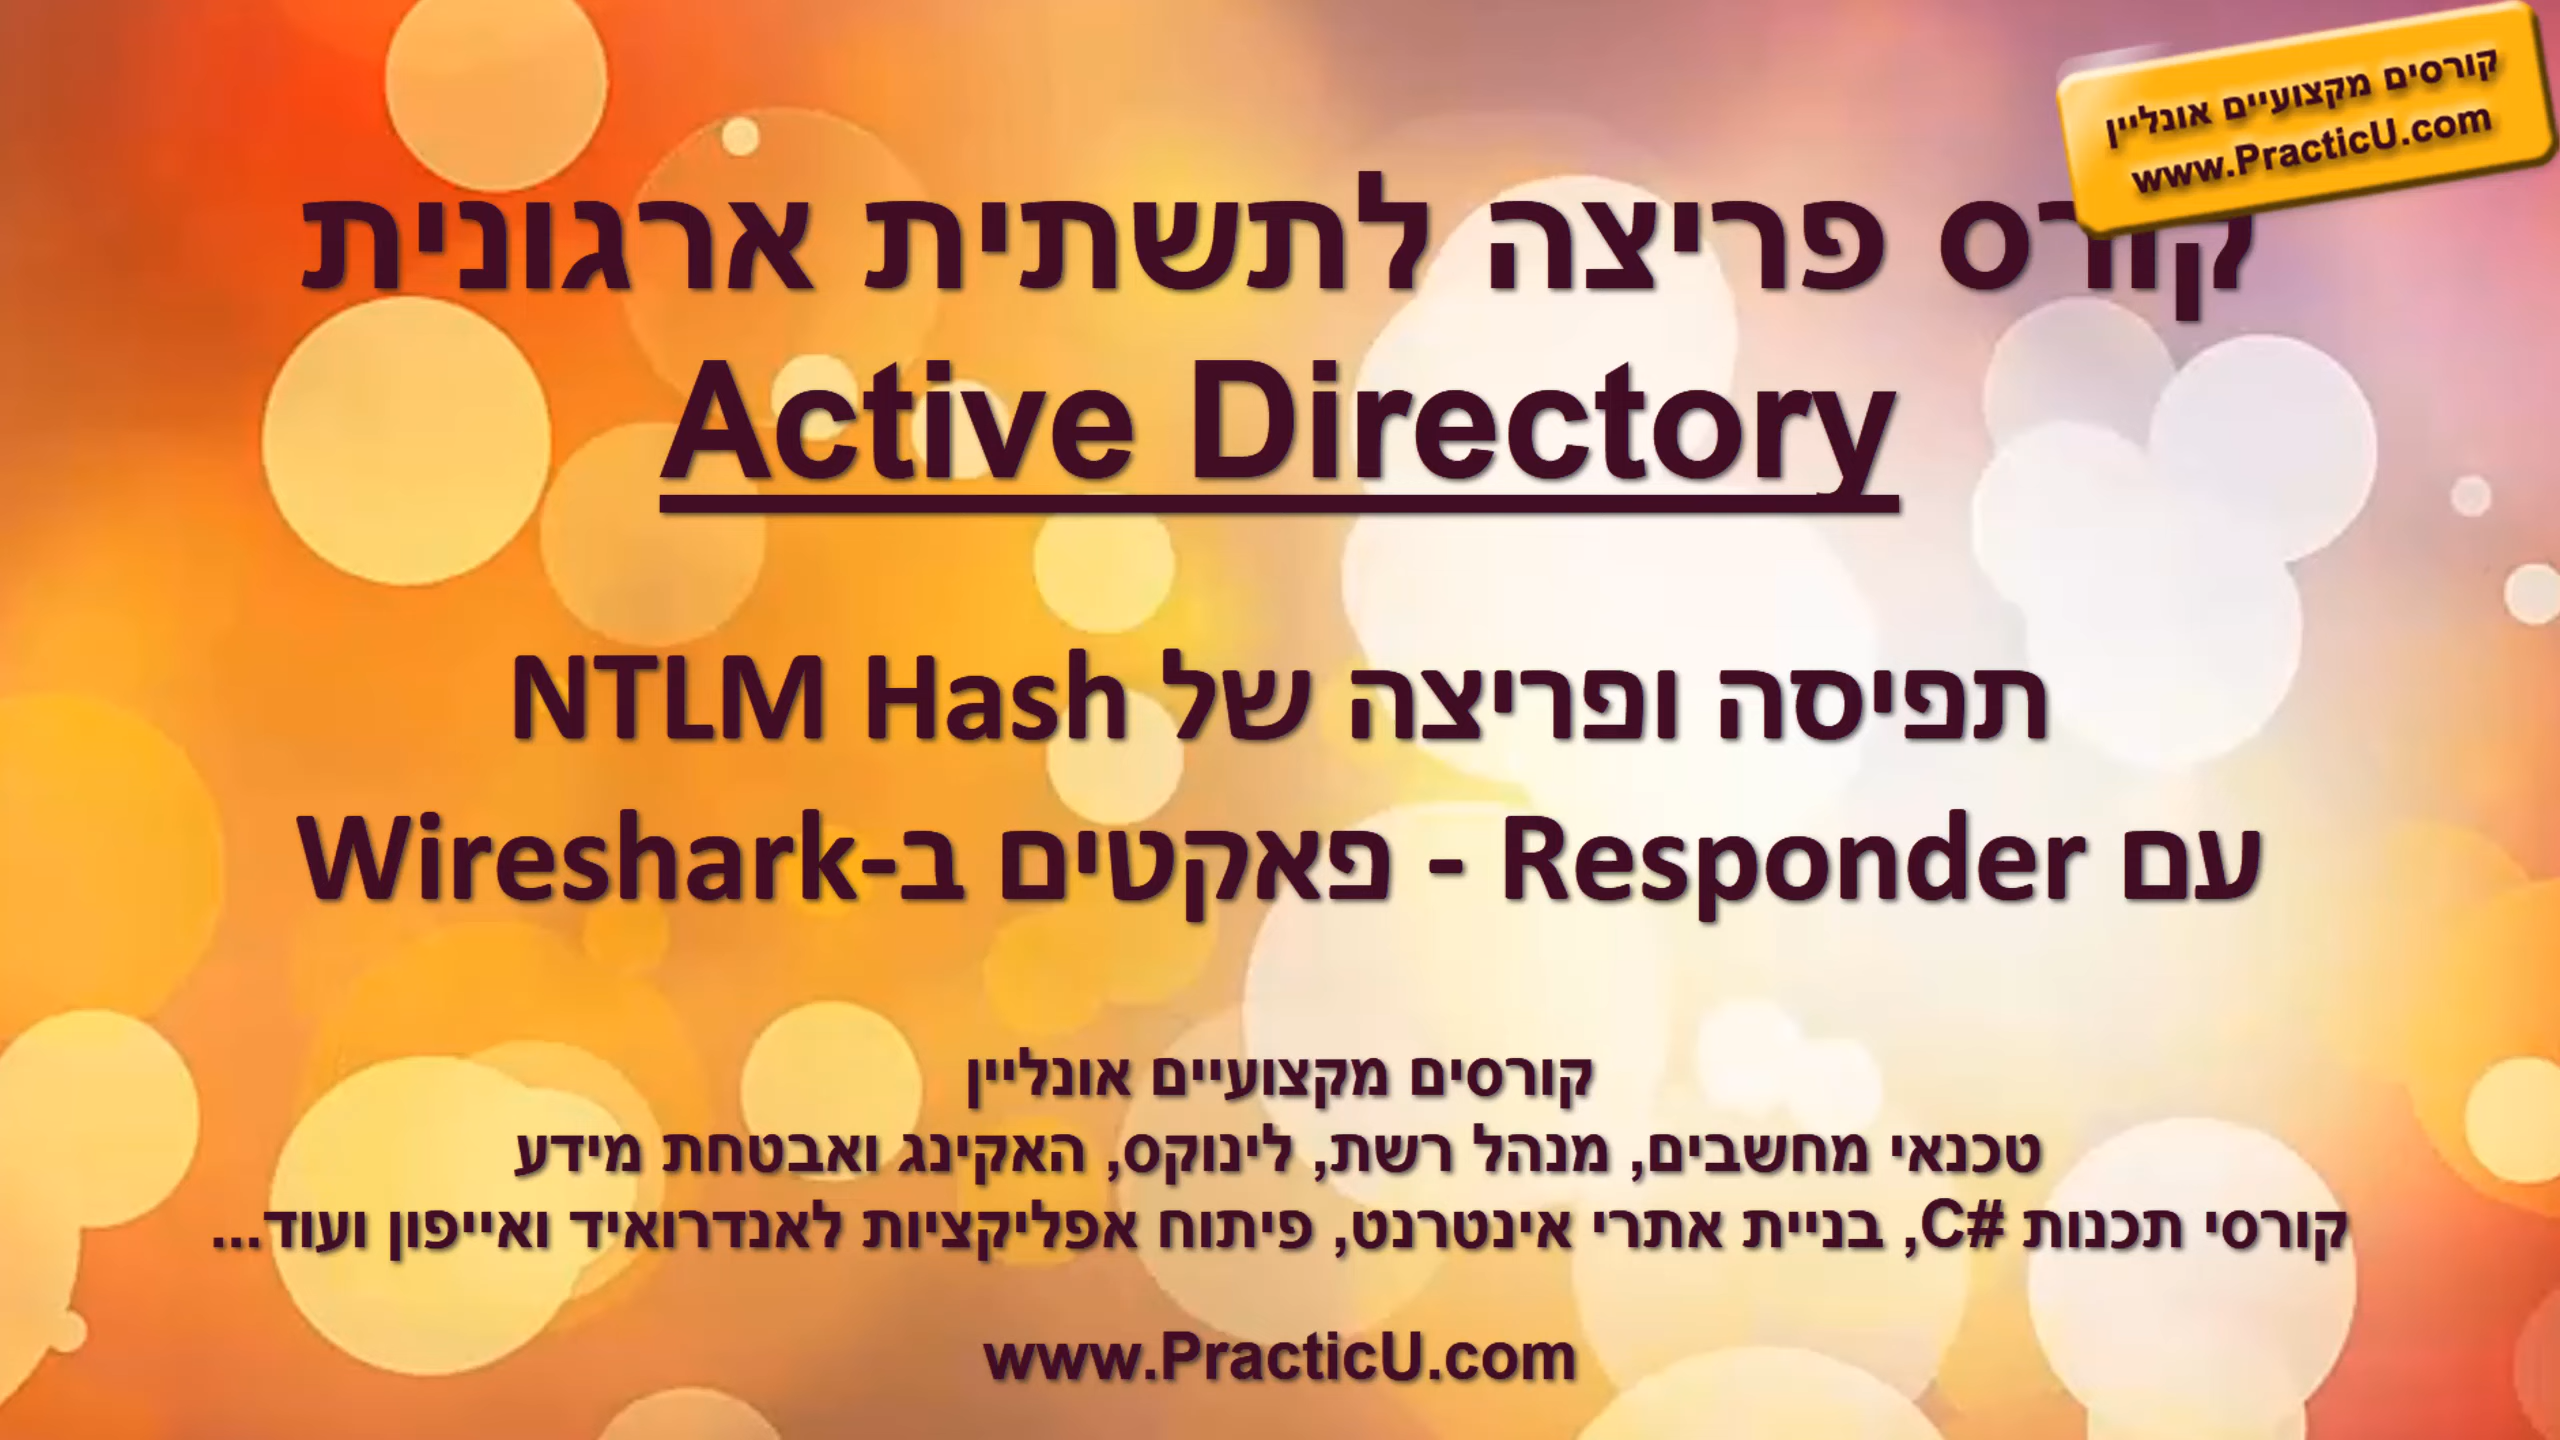 קורסים מקצועיים אונליין
www.PracticU.com
קורס פריצה לתשתית ארגונית
Active Directory
תפיסה ופריצה של NTLM Hash
עם Responder - פאקטים ב-Wireshark
קורסים מקצועיים אונליין
טכנאי מחשבים, מנהל רשת, לינוקס, האקינג ואבטחת מידע
קורסי תכנות C#, בניית אתרי אינטרנט, פיתוח אפליקציות לאנדרואיד ואייפון ועוד...
www.PracticU.com